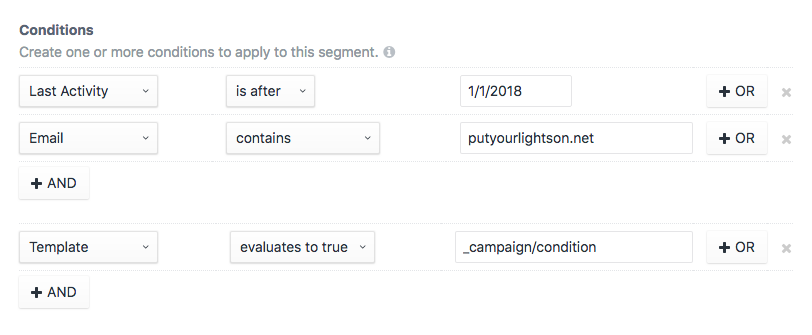 Conditions
Create one or more conditions to apply to this segment.
Last Activity is after 1/1/2018 + OR
Email contains putyourlightson.net + OR
+ AND
Template evaluates to true _campaign/condition + OR
+ AND